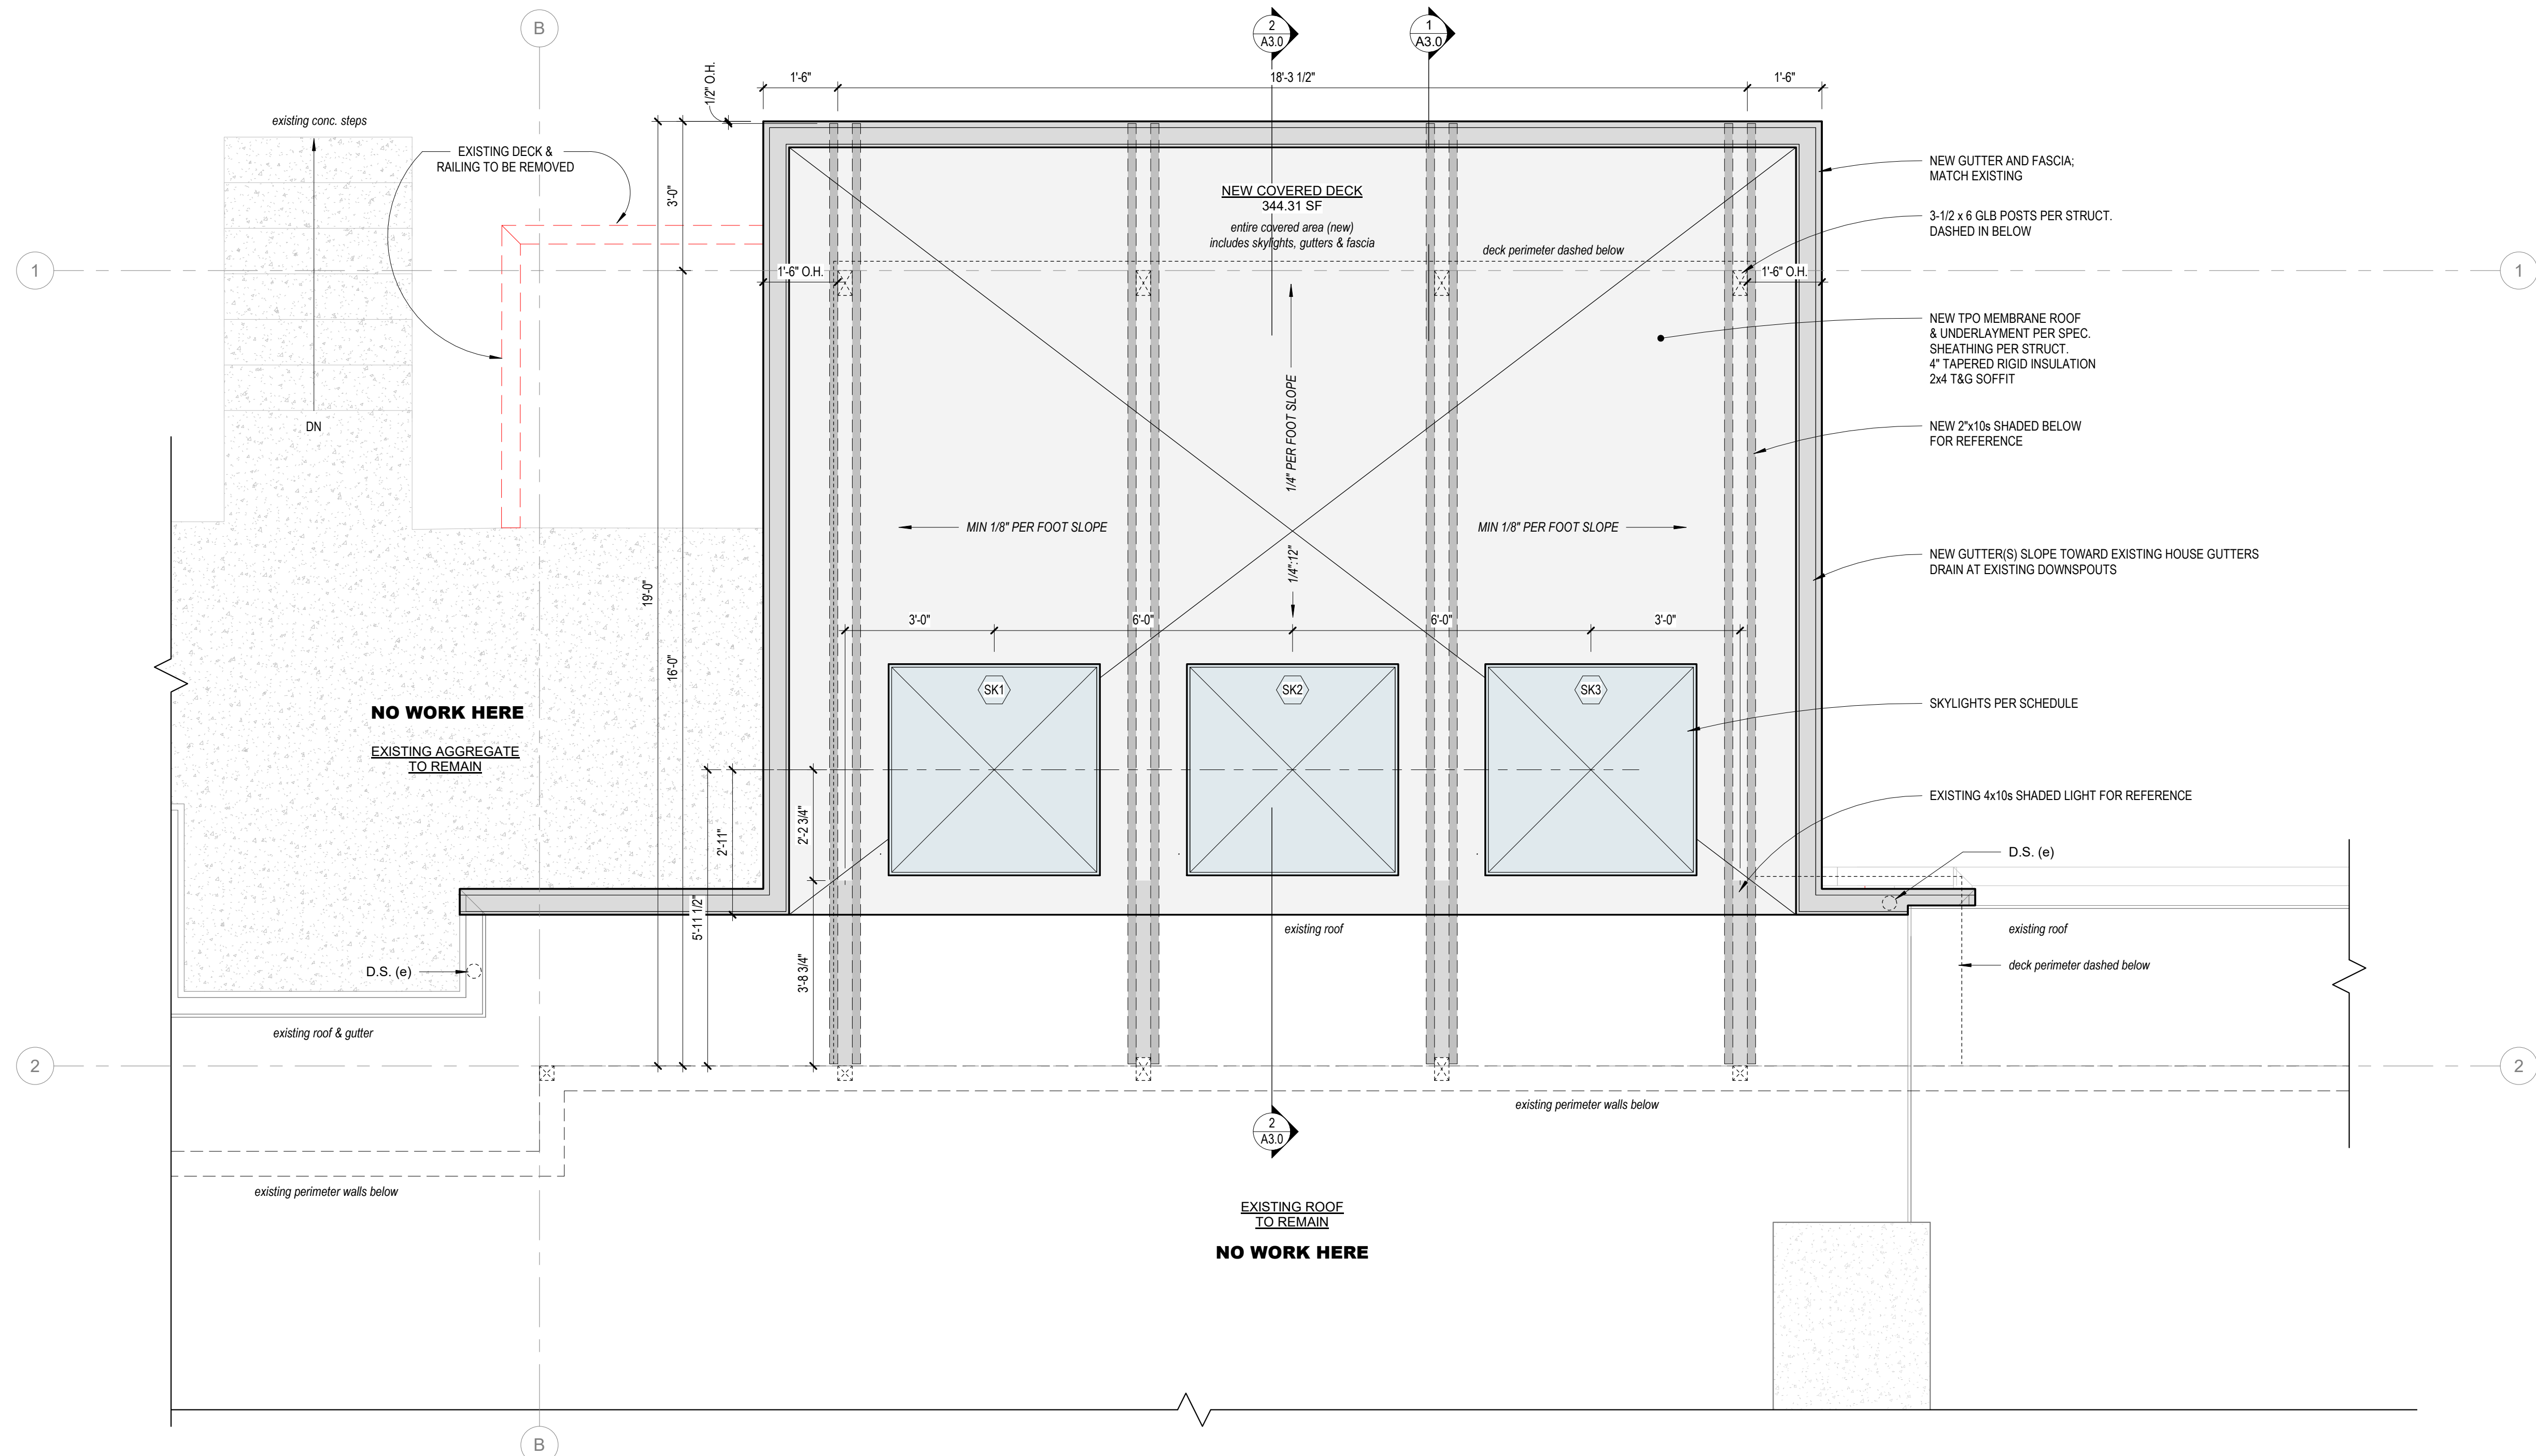 B
2
A3.0
1
A3.0
1'-6"
18'-3 1/2"
1'-6"
1/2" O.H.
existing conc. steps
EXISTING DECK &
RAILING TO BE REMOVED
3'-0"
NEW COVERED DECK
344.31 SF
entire covered area (new)
includes skylights, gutters & fascia
deck perimeter dashed below
NEW GUTTER AND FASCIA;
MATCH EXISTING
3-1/2 x 6 GLB POSTS PER STRUCT.
DASHED IN BELOW
1
1'-6" O.H.
1'-6" O.H.
1
NEW TPO MEMBRANE ROOF
& UNDERLAYMENT PER SPEC.
SHEATHING PER STRUCT.
4" TAPERED RIGID INSULATION
2x4 T&G SOFFIT
DN
1/4" PER FOOT SLOPE
NEW 2"x10s SHADED BELOW
FOR REFERENCE
MIN 1/8" PER FOOT SLOPE
MIN 1/8" PER FOOT SLOPE
1/4":12"
NEW GUTTER(S) SLOPE TOWARD EXISTING HOUSE GUTTERS
DRAIN AT EXISTING DOWNSPOUTS
19'-0"
16'-0"
3'-0"
6'-0"
6'-0"
3'-0"
SK1
SK2
SK3
SKYLIGHTS PER SCHEDULE
NO WORK HERE
EXISTING AGGREGATE
TO REMAIN
2'-11"
2'-2 3/4"
EXISTING 4x10s SHADED LIGHT FOR REFERENCE
D.S. (e)
5'-11 1/2"
existing roof
existing roof
3'-8 3/4"
deck perimeter dashed below
D.S. (e)
existing roof & gutter
2
2
existing perimeter walls below
2
A3.0
existing perimeter walls below
EXISTING ROOF
TO REMAIN
NO WORK HERE
B